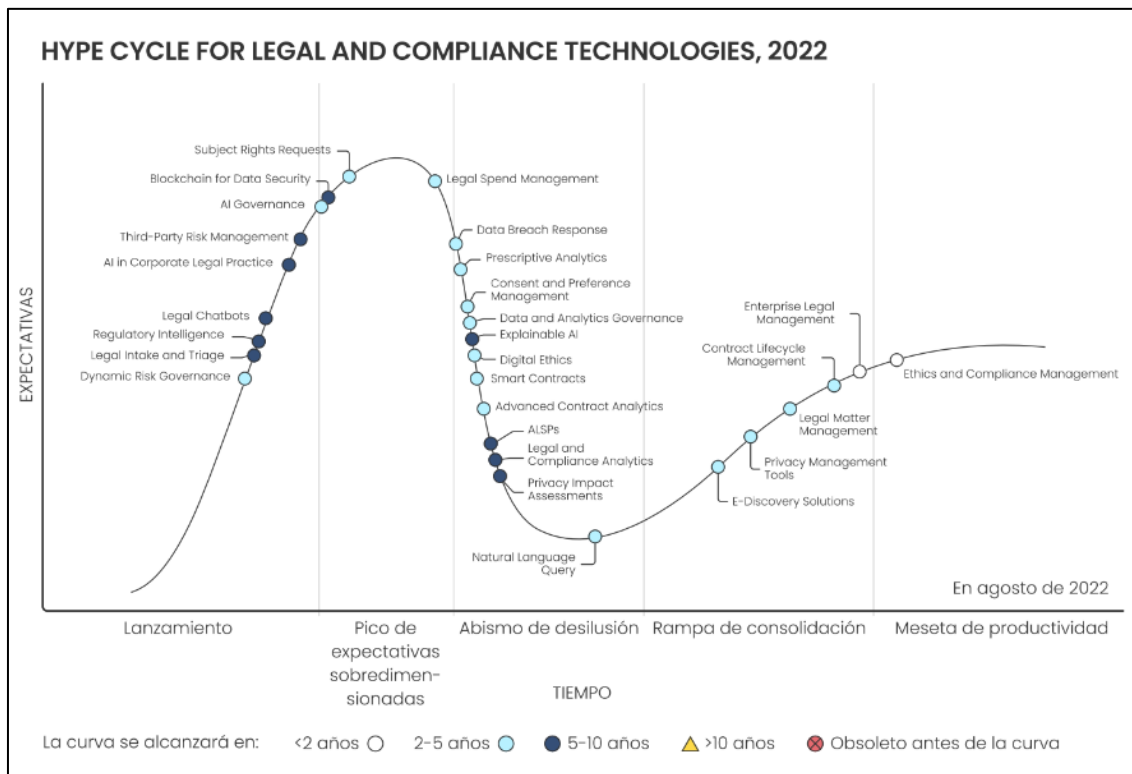 HYPE CYCLE FOR LEGAL AND COMPLIANCE TECHNOLOGIES, 2022
EXPECTATIVAS
Subject Rights Requests
Blockchain for Data Security
AI Governance
Third-Party Risk Management
AI in Corporate Legal Practice
Legal Chatbots
Regulatory Intelligence
Legal Intake and Triage
Dynamic Risk Governance
Legal Spend Management
Data Breach Response
Prescriptive Analytics
Consent and Preference
Management
Data and Analytics Governance
Explainable AI
Digital Ethics
Smart Contracts
Advanced Contract Analytics
ALSPs
Legal and
Compliance Analytics
Privacy Impact
Assessments
Natural Language
Query
Enterprise Legal
Management
Contract Lifecycle
Management
Ethics and Compliance Management
Legal Matter
Management
Privacy Management
Tools
E-Discovery Solutions
En agosto de 2022
Lanzamiento
Pico de
expectativas
sobredimen-
sionadas
Abismo de desilusión
Rampa de consolidación
Meseta de productividad
TIEMPO
La curva se alcanzará en: <2 años 2-5 años 5-10 años >10 años Obsoleto antes de la curva